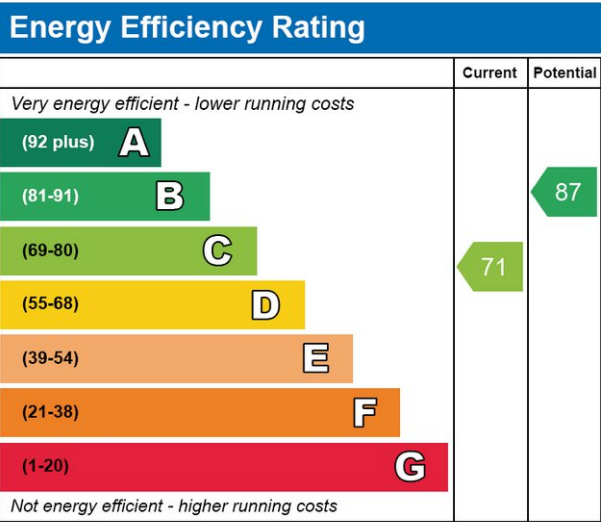 Energy Efficiency Rating
Current Potential
Very energy efficient - lower running costs
(92 plus) A
(81-91) B
87
(69-80) C
71
(55-68) D
(39-54) E
(21-38) F
(1-20) G
Not energy efficient - higher running costs